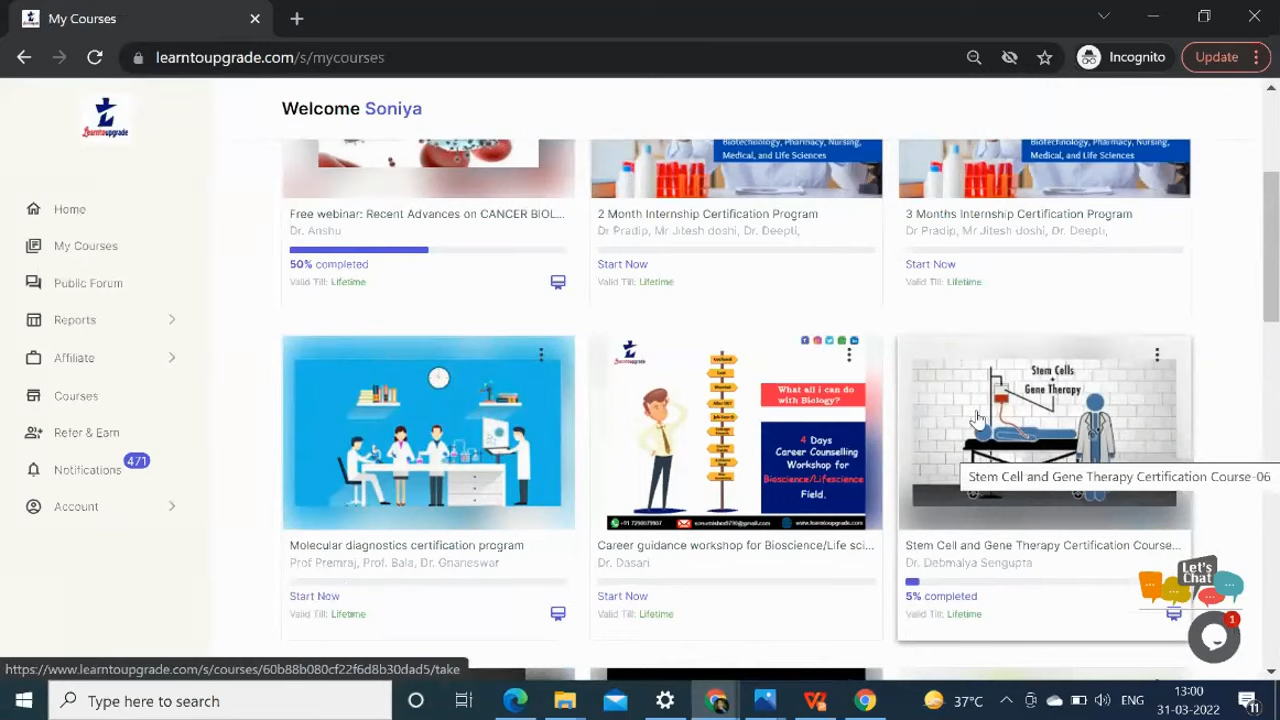 My Courses
learntoupgrade.com/s/mycourses
Incognito
Update
Learntoupgrade
Welcome Soniya
Home
My Courses
Public Forum
Reports
Affiliate
Courses
Refer & Earn
Notifications 471
Account
Biotechnology, Pharmacy, Nursing,
Medical, and Life Sciences
Biotechnology, Pharmacy, Nursing,
Medical, and Life Sciences
Free webinar: Recent Advances on CANCER BIOL...
Dr. Anshu
50% completed
Valid Till: Lifetime
2 Month Internship Certification Program
Dr Pradip, Mr Jitesh doshi, Dr. Deepti,
Start Now
Valid Till: Lifetime
3 Months Internship Certification Program
Dr Pradip, Mr Jitesh doshi, Dr. Deepti,
Start Now
Valid Till: Lifetime
What all i can do
with Biology?
4 Days
Career Counselling
Workshop for
Bioscience/Lifescience
Field.
www.learntoupgrade.com
Stem Cells
+
Gene Therapy
Stem Cell and Gene Therapy Certification Course-06
Molecular diagnostics certification program
Prof Premraj, Prof. Bala, Dr. Gnaneswar
Start Now
Valid Till: Lifetime
Career guidance workshop for Bioscience/Life sci...
Dr. Dasari
Start Now
Valid Till: Lifetime
Stem Cell and Gene Therapy Certification Course...
Dr. Debmalya Sengupta
5% completed
Valid Till: Lifetime
Let's
Chat
1
https://www.learntoupgrade.com/s/courses/60b88b080cf22f6d8b30dad5/take
Type here to search
37°C
ENG
13:00
31-03-2022
11